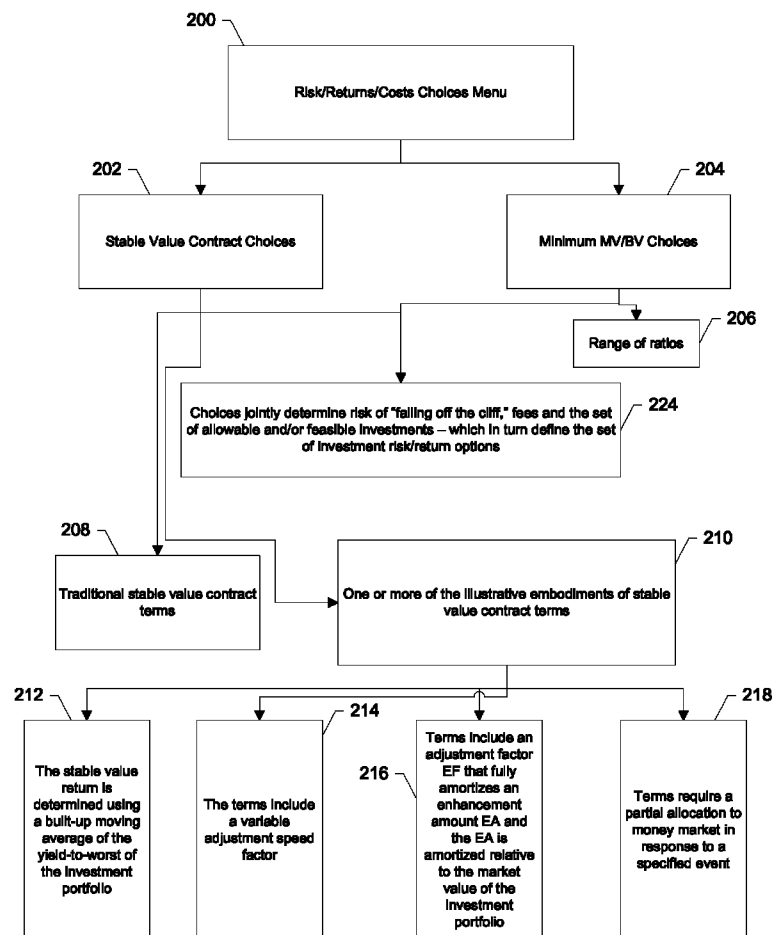 200
Risk/Returns/Costs Choices Menu
202
204
Stable Value Contract Choices
Minimum MV/BV Choices
206
Range of ratios
Choices jointly determine risk of "falling off the cliff," fees and the set
of allowable and/or feasible investments – which in turn define the set
of investment risk/return options
224
208
210
Traditional stable value contract
terms
One or more of the illustrative embodiments of stable
value contract terms
212
The stable value
return is
determined using
a built-up moving
average of the
yield-to-worst of
the investment
portfolio
214
The terms include
a variable
adjustment speed
factor
216
Terms include an
adjustment factor
EF that fully
amortizes an
enhancement
amount EA and
the EA is
amortized relative
to the market
value of the
investment
portfolio
218
Terms require a
partial allocation to
money market in
response to a
specified event